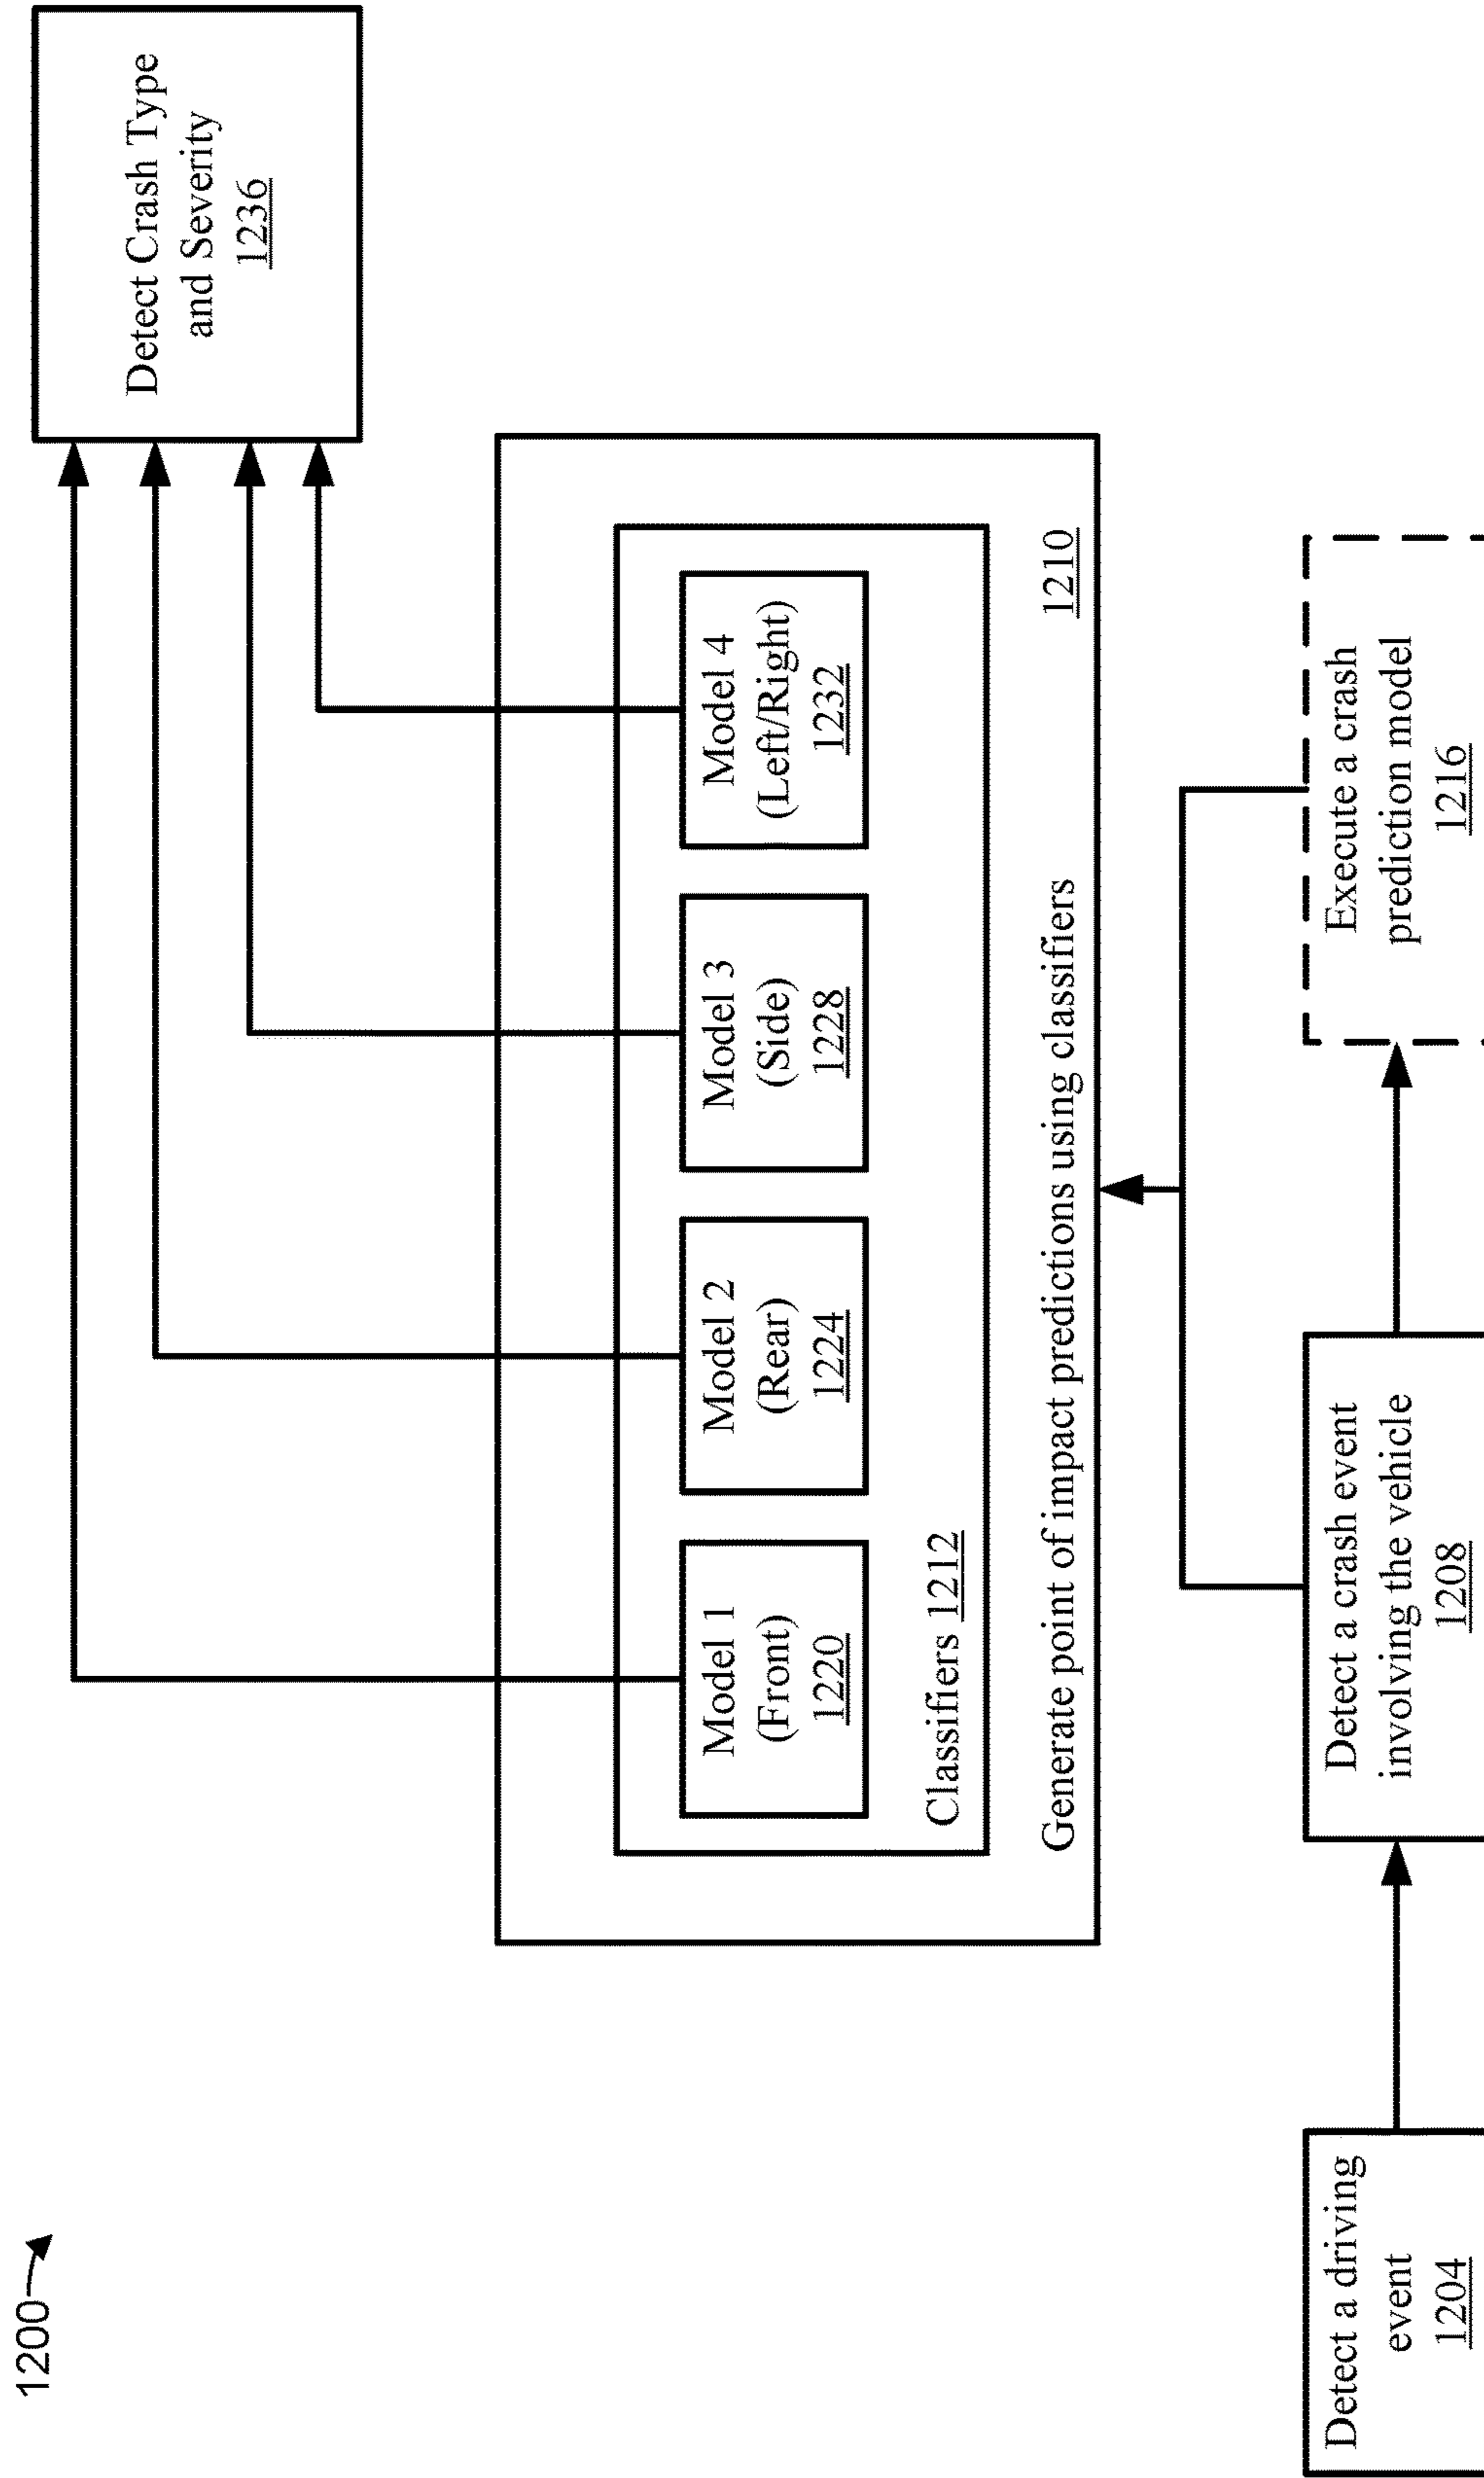 1200
Detect Crash Type
and Severity
1236
Model 1
(Front)
1220
Model 2
(Rear)
1224
Model 3
(Side)
1228
Model 4
(Left/Right)
1232
Classifiers 1212
Generate point of impact predictions using classifiers
1210
Detect a driving
event
1204
Detect a crash event
involving the vehicle
1208
Execute a crash
prediction model
1216